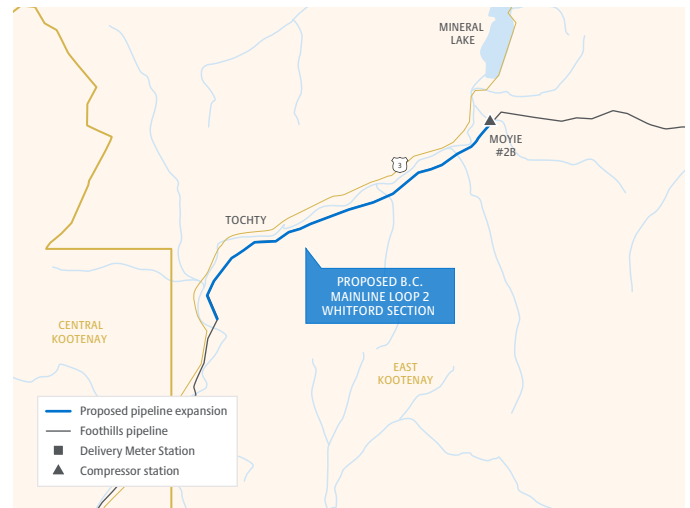 MINERAL
LAKE
MOYIE
#2B
3
TOCHTY
PROPOSED B.C.
MAINLINE LOOP 2
WHITFORD SECTION
CENTRAL
KOOTENAY
EAST
KOOTENAY
Proposed pipeline expansion
Foothills pipeline
Delivery Meter Station
Compressor station